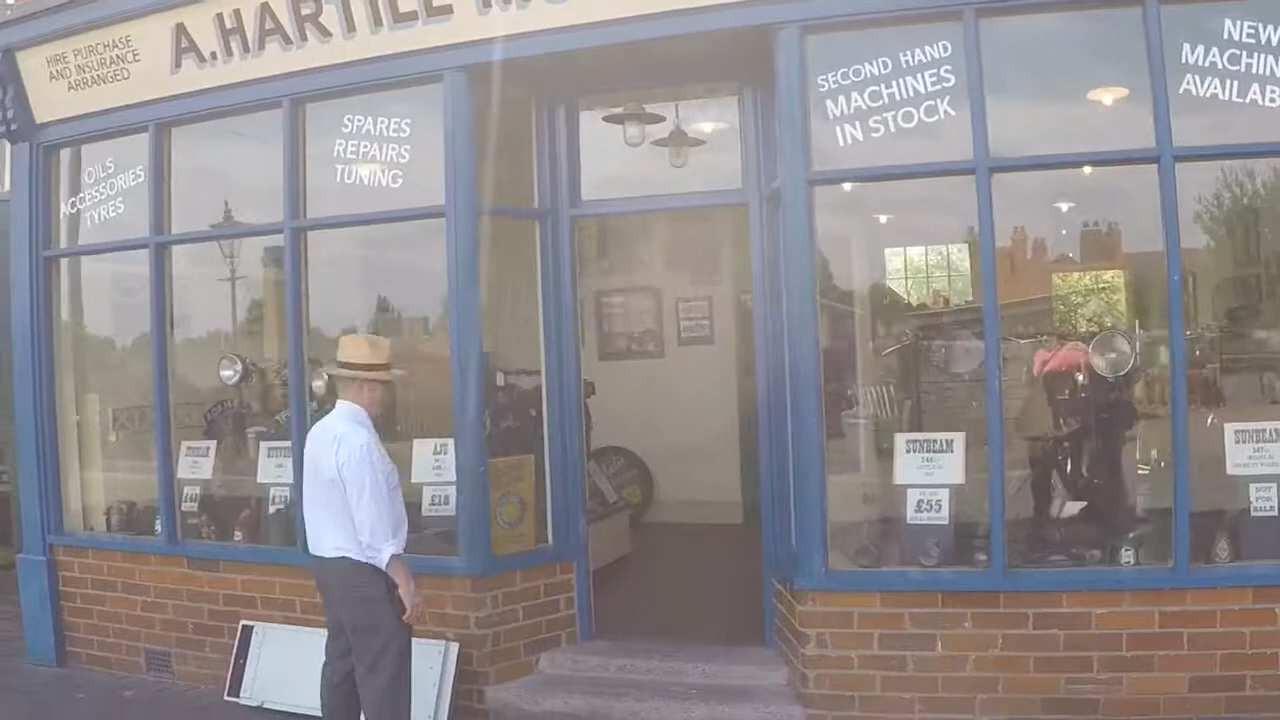 HIRE PURCHASE
AND INSURANCE
ARRANGED
A.HARTILL
OILS
ACCESSORIES
TYRES
SPARES
REPAIRS
TUNING
SECOND HAND
MACHINES
IN STOCK
NEW
MACHIN
AVAILAB
SUNBEAM
AJS
£18
SUNBEAM
£55
SUNBEAM
NOT
FOR
SALE